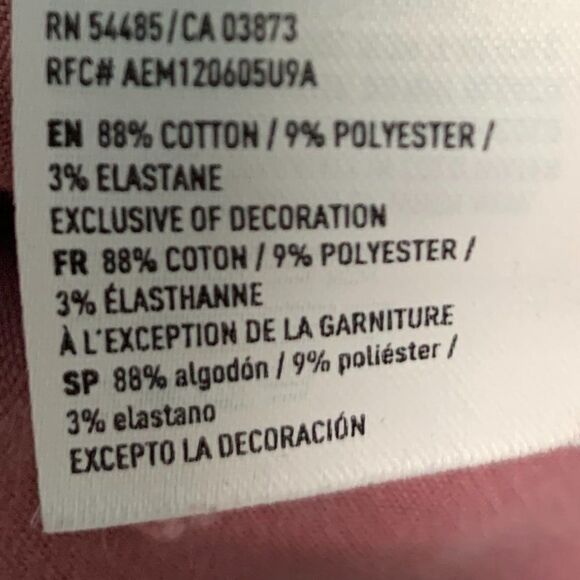 RN 54485/CA 03873
RFC# AEM120605U9A
EN 88% COTTON / 9% POLYESTER /
3% ELASTANE
EXCLUSIVE OF DECORATION
FR 88% COTON / 9% POLYESTER /
3% ÉLASTHANNE
À L'EXCEPTION DE LA GARNITURE
SP 88% algodón / 9% poliéster /
3% elastano
EXCEPTO LA DECORACIÓN